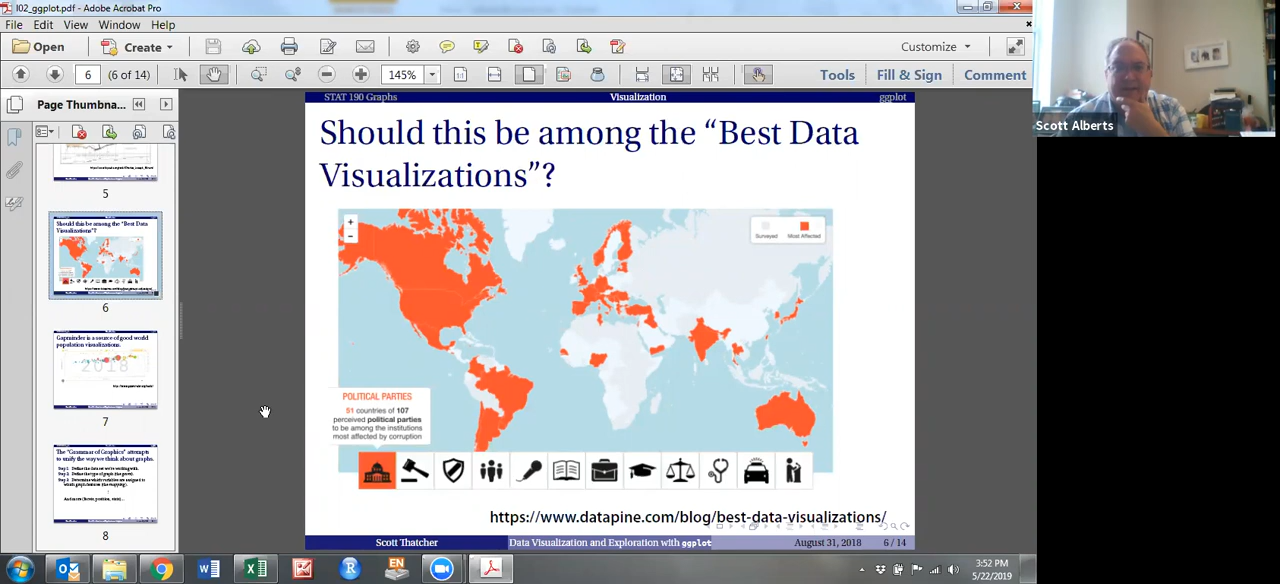 l02_ggplot.pdf - Adobe Acrobat Pro
File Edit View Window Help
Open Create Customize
6 (6 of 14) 145% Tools Fill & Sign Comment
Page Thumbna...
5
Should this be among the "Best Data
Visualizations"?
6
Gapminder is a source of good world
population visualizations.
2018
7
The "Grammar of Graphics" attempts
to unify the way we think about graphs.
8
STAT 190 Graphs Visualization ggplot
Should this be among the “Best Data
Visualizations”?
+
−
Surveyed Most Affected
POLITICAL PARTIES
51 countries of 107
perceived political parties
to be among the institutions
most affected by corruption
https://www.datapine.com/blog/best-data-visualizations/
Scott Thatcher Data Visualization and Exploration with ggplot August 31, 2018 6 / 14
Scott Alberts
EN
3:52 PM
5/22/2019